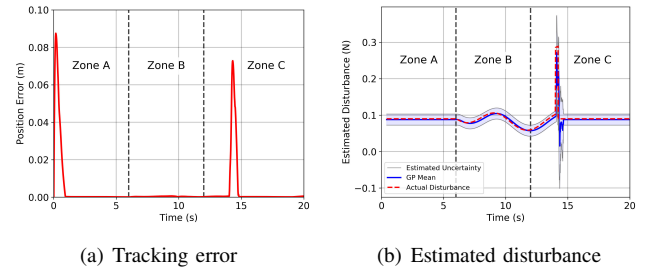 0.10
0.08
0.06
0.04
0.02
0.00
Position Error (m)
Zone A
Zone B
Zone C
0
5
10
15
20
Time (s)
(a) Tracking error
0.3
0.2
0.1
0.0
−0.1
Estimated Disturbance (N)
Zone A
Zone B
Zone C
Estimated Uncertainty
GP Mean
Actual Disturbance
0
5
10
15
20
Time (s)
(b) Estimated disturbance